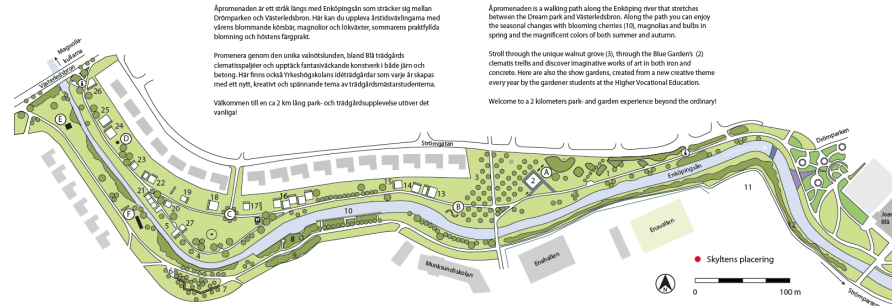 Åpromenaden är ett stråk längs med Enköpingsån som sträcker sig mellan
Drömparken och Västerledsbron. Här kan du uppleva årstidsväxlingarna med
vårens blommande körsbär, magnolior och lökväxter, sommarens praktfylla
blomning och höstens färgprakt.
Promenera genom den unika valnötslunden, bland Blå trädgårds
clematisspaljéer och upptäck fantasiväckande konstverk i både järn och
betong. Här finns också Yrkeshögskolans idéträdgårdar som varje år skapas
med ett nytt, kreativt och spännande tema av trädgårdsmästarstudenterna.
Välkommen till en ca 2 km lång park- och trädgårdsupplevelse utöver det
vanliga!
Åpromenaden is a walking path along the Enköping river that stretches
between the Dream park and Västerledsbron. Along the path you can enjoy
the seasonal changes with blooming cherries (10), magnolias and bulbs in
spring and the magnificent colors of both summer and autumn.
Stroll through the unique walnut grove (3), through the Blue Garden's (2)
clematis trellis and discover imaginative works of art in both iron and
concrete. Here are also the show gardens, created from a new creative theme
every year by the gardener students at the Higher Vocational Education.
Welcome to a 2 kilometers park- and garden experience beyond the ordinary!
Magnolia-
kullarna
Västerledsbron
26
25
E
24
D
23
22
21
19
20
18
17
16
15
14
13
C
B
A
F
27
5
4
6
7
8
9
10
3
2
11
12
Strömgatan
Enköpingsån
Drömparken
Joar
Blå
Munksundsskolan
Enahallen
Enavallen
Strömparken
N
Skyltens placering
0
100 m